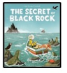 THE SECRET
OF
BLACK ROCK